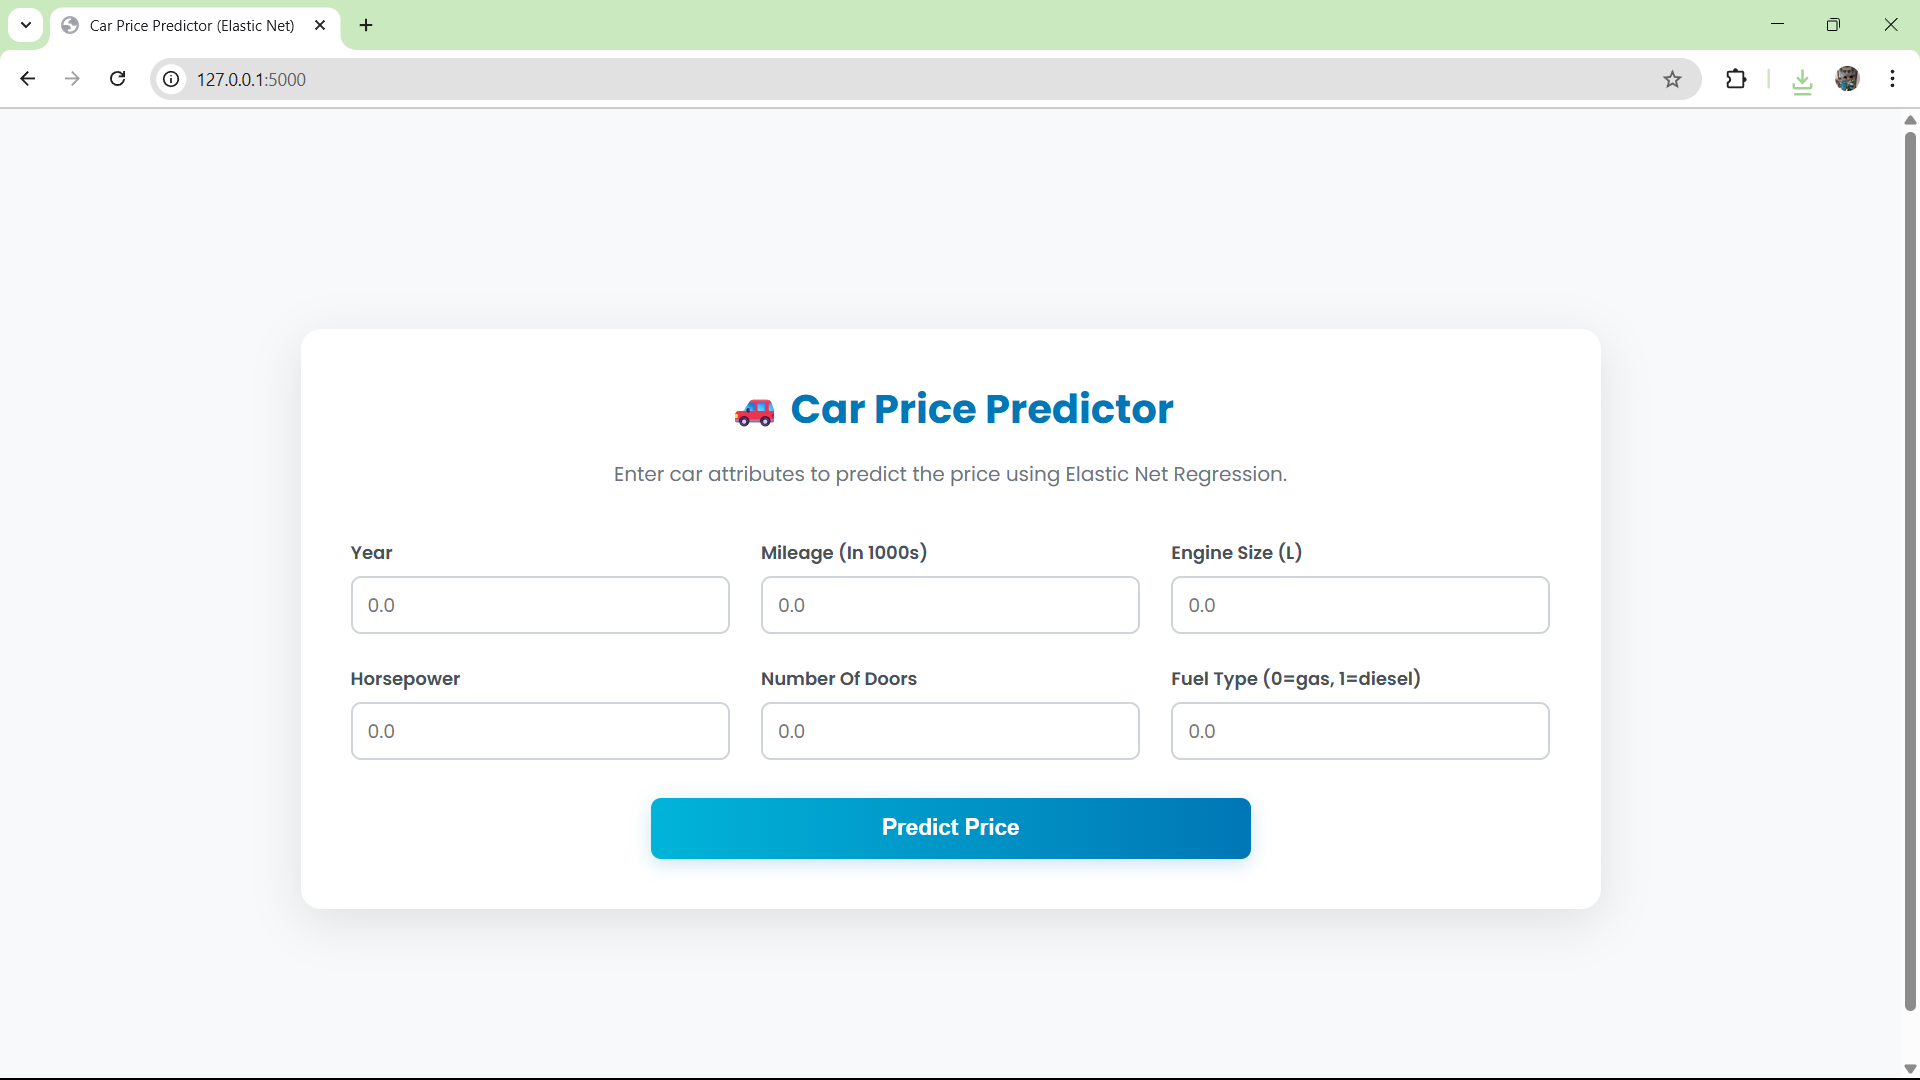 Car Price Predictor (Elastic Net)
127.0.0.1:5000
Car Price Predictor
Enter car attributes to predict the price using Elastic Net Regression.
Year
Mileage (In 1000s)
Engine Size (L)
0.0
0.0
0.0
Horsepower
Number Of Doors
Fuel Type (0=gas, 1=diesel)
0.0
0.0
0.0
Predict Price